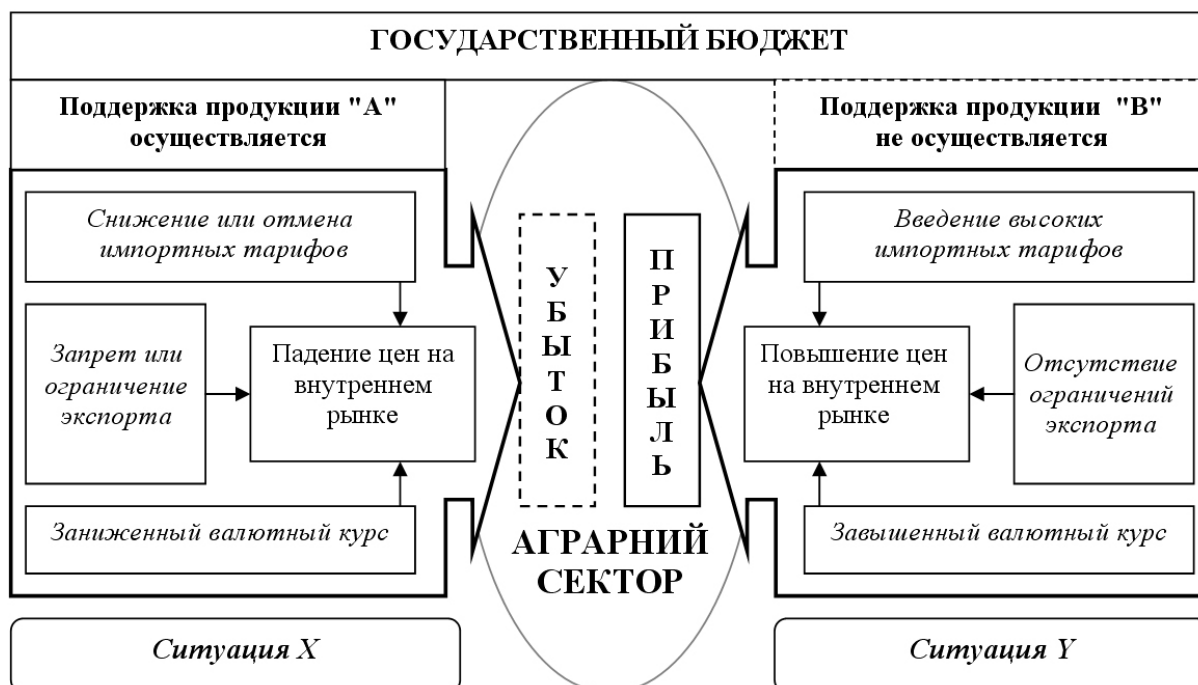 ГОСУДАРСТВЕННЫЙ БЮДЖЕТ
Поддержка продукции "А"
осуществляется
Поддержка продукции "В"
не осуществляется
Снижение или отмена
импортных тарифов
Запрет или
ограничение
экспорта
Падение цен на
внутреннем
рынке
Заниженный валютный курс
УБЫТОК
ПРИБЫЛЬ
АГРАРНИЙ
СЕКТОР
Введение высоких
импортных тарифов
Повышение цен
на внутреннем
рынке
Отсутствие
ограничений
экспорта
Завышенный валютный курс
Ситуация X
Ситуация Y